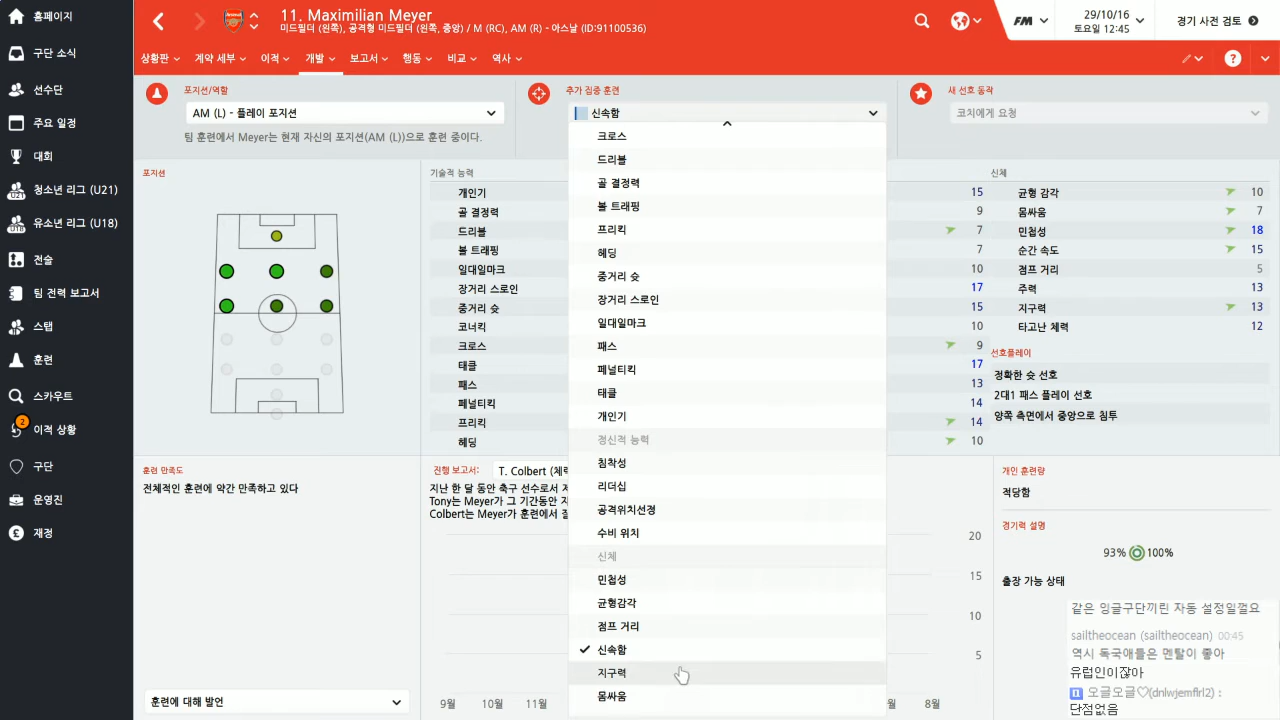 홈페이지
구단 소식
선수단
주요 일정
대회
청소년 리그 (U21)
유소년 리그 (U18)
전술
팀 전력 보고서
스탭
훈련
스카우트
2
이적 상황
구단
운영진
재정
11. Maximilian Meyer
미드필더 (왼쪽), 공격형 미드필더 (왼쪽, 중앙) / M (RC), AM (R) - 아스날 (ID:91100536)
FM
29/10/16
토요일 12:45
경기 사전 검토
상황판
계약 세부
이적
개발
보고서
행동
비교
역사
포지션/역할
AM (L) - 플레이 포지션
팀 훈련에서 Meyer는 현재 자신의 포지션(AM (L))으로 훈련 중이다.
추가 집중 훈련
신속함
새 선호 동작
코치에게 요청
포지션
기술적 능력
개인기
골 결정력
드리블
볼 트래핑
일대일마크
장거리 스로인
중거리 슛
코너킥
크로스
태클
패스
페널티킥
프리킥
헤딩
크로스
드리블
골 결정력
볼 트래핑
프리킥
헤딩
중거리 슛
장거리 스로인
일대일마크
패스
페널티킥
태클
개인기
정신적 능력
침착성
리더십
공격위치선정
수비 위치
신체
민첩성
균형감각
점프 거리
신속함
지구력
몸싸움
15
9
7
7
10
17
15
10
9
17
13
14
14
10
신체
균형 감각 10
몸싸움 7
민첩성 18
순간 속도 15
점프 거리 5
주력 13
지구력 13
타고난 체력 12
선호플레이
정확한 슛 선호
2대1 패스 플레이 선호
양쪽 측면에서 중앙으로 침투
훈련 만족도
전체적인 훈련에 약간 만족하고 있다
훈련에 대해 발언
진행 보고서: T. Colbert (체력
지난 한 달 동안 축구 선수로서
Tony는 Meyer가 그 기간동안
Colbert는 Meyer가 훈련에서
20
15
10
5
9월 10월 11월
월 8월
개인 훈련량
적당함
경기력 설명
93% 100%
출장 가능 상태
같은 잉글구단끼린 자동 설정일껄요
sailtheocean (sailtheocean) 00:45
역시 독국애들은 멘탈이 좋아
유럽인이잖아
오글오글♡(dnlwjemflrl2) :
단점없음